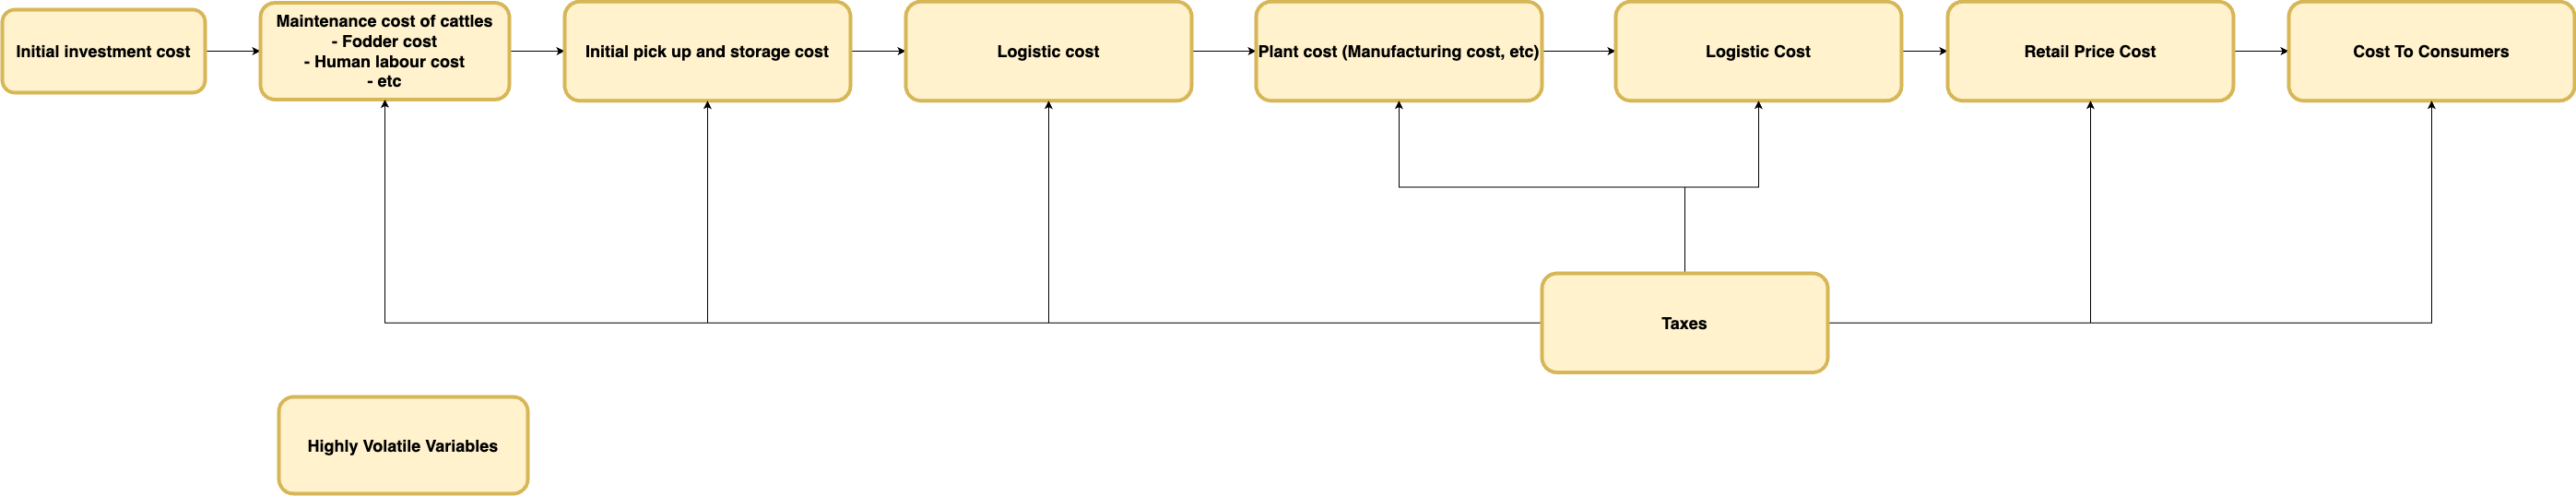 Initial investment cost
Maintenance cost of cattles
- Fodder cost
- Human labour cost
- etc
Initial pick up and storage cost
Logistic cost
Plant cost (Manufacturing cost, etc)
Logistic Cost
Retail Price Cost
Cost To Consumers
Taxes
Highly Volatile Variables